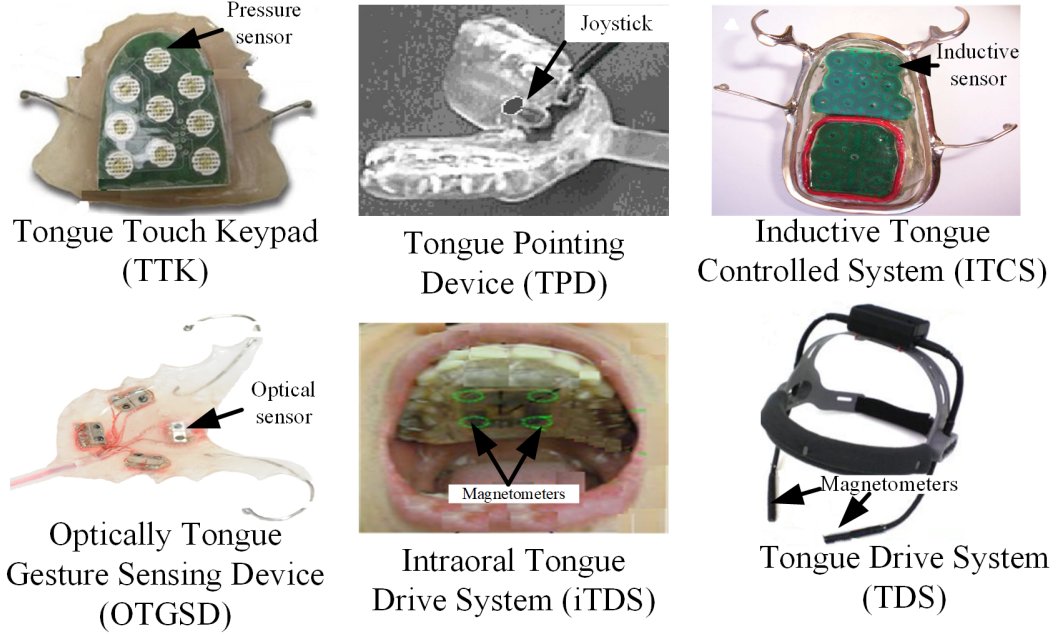 Pressure
sensor
Joystick
Inductive
sensor
Tongue Touch Keypad
(TTK)
Tongue Pointing
Device (TPD)
Inductive Tongue
Controlled System (ITCS)
Optical
sensor
Magnetometers
Magnetometers
Optically Tongue
Gesture Sensing Device
(OTGSD)
Intraoral Tongue
Drive System (iTDS)
Tongue Drive System
(TDS)